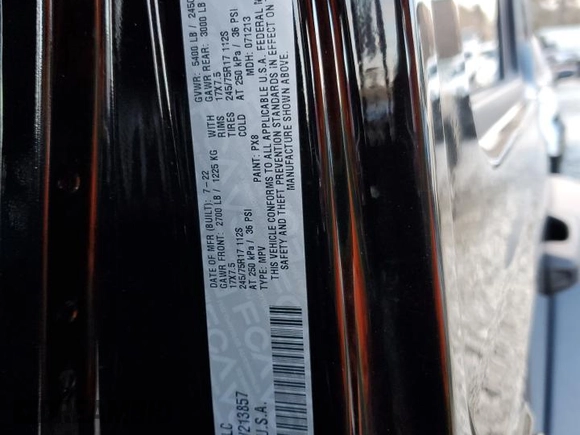 DATE OF MFR (BUILT): 7-22 GVWR: 5400 LB / 245
GAWR FRONT: 2700 LB / 1225 KG WITH GAWR REAR: 3000 LB
17X7.5 RIMS 17X7.5
245/75R17 112S TIRES 245/75R17 112S
AT 250 kPa / 36 PSI COLD AT 250 kPa / 36 PSI
TYPE: MPV PAINT: PX8 MDH: 071213
THIS VEHICLE CONFORMS TO ALL APPLICABLE U.S.A. FEDERAL
SAFETY AND THEFT PREVENTION STANDARDS IN EFFECT ON
MANUFACTURE SHOWN ABOVE.
LC
213857
U.S.A.
FCA